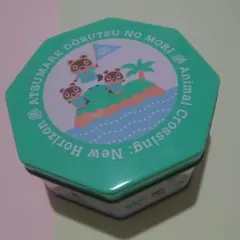 ATSUMARE DOBUTSU NO MORI
Animal Crossing: New Horizon